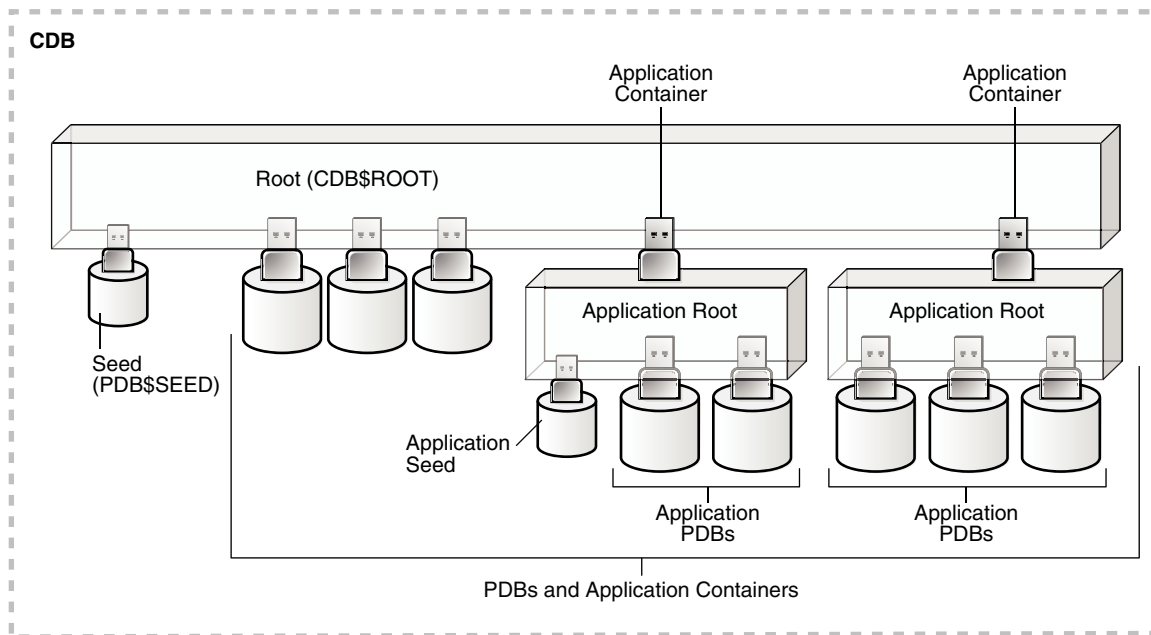 CDB
Application
Container
Application
Container
Root (CDB$ROOT)
Application Root
Application Root
Seed
(PDB$SEED)
Application
Seed
Application
PDBs
Application
PDBs
PDBs and Application Containers